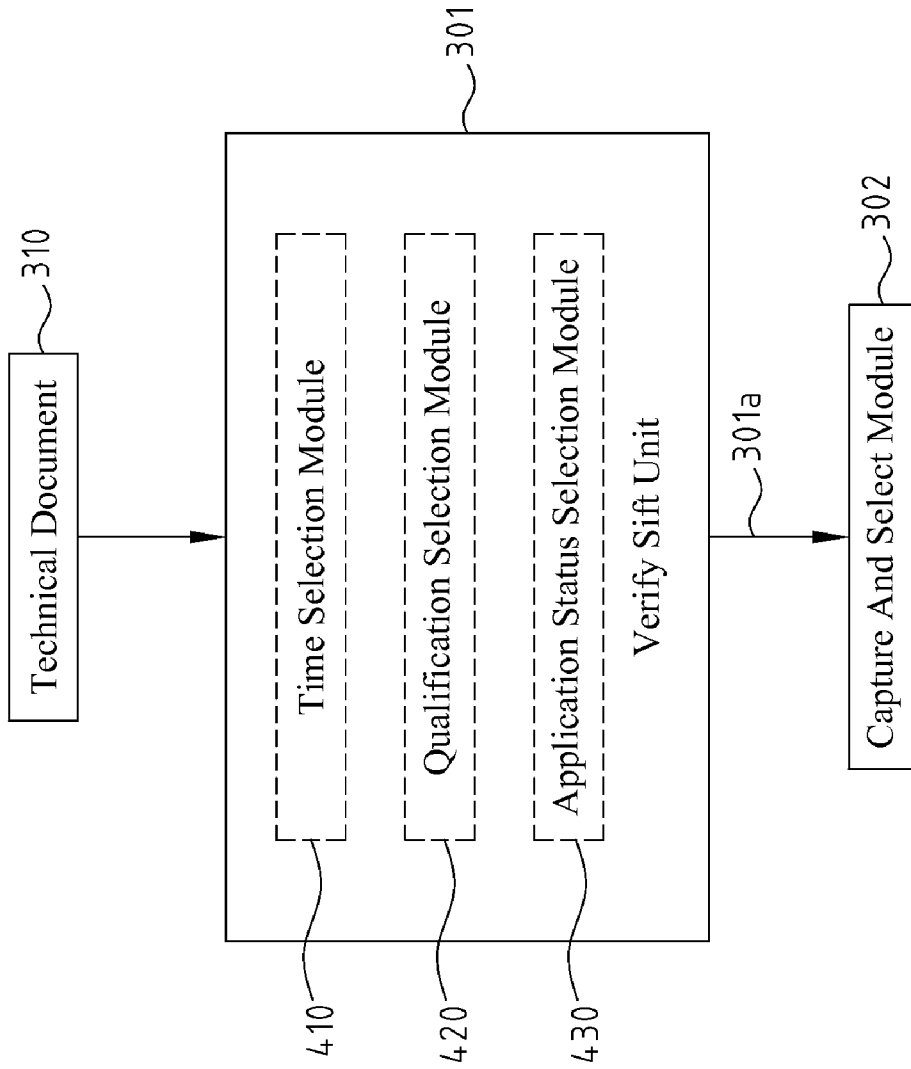 Technical Document
310
301
410
Time Selection Module
420
Qualification Selection Module
430
Application Status Selection Module
Verify Sift Unit
301a
302
Capture And Select Module